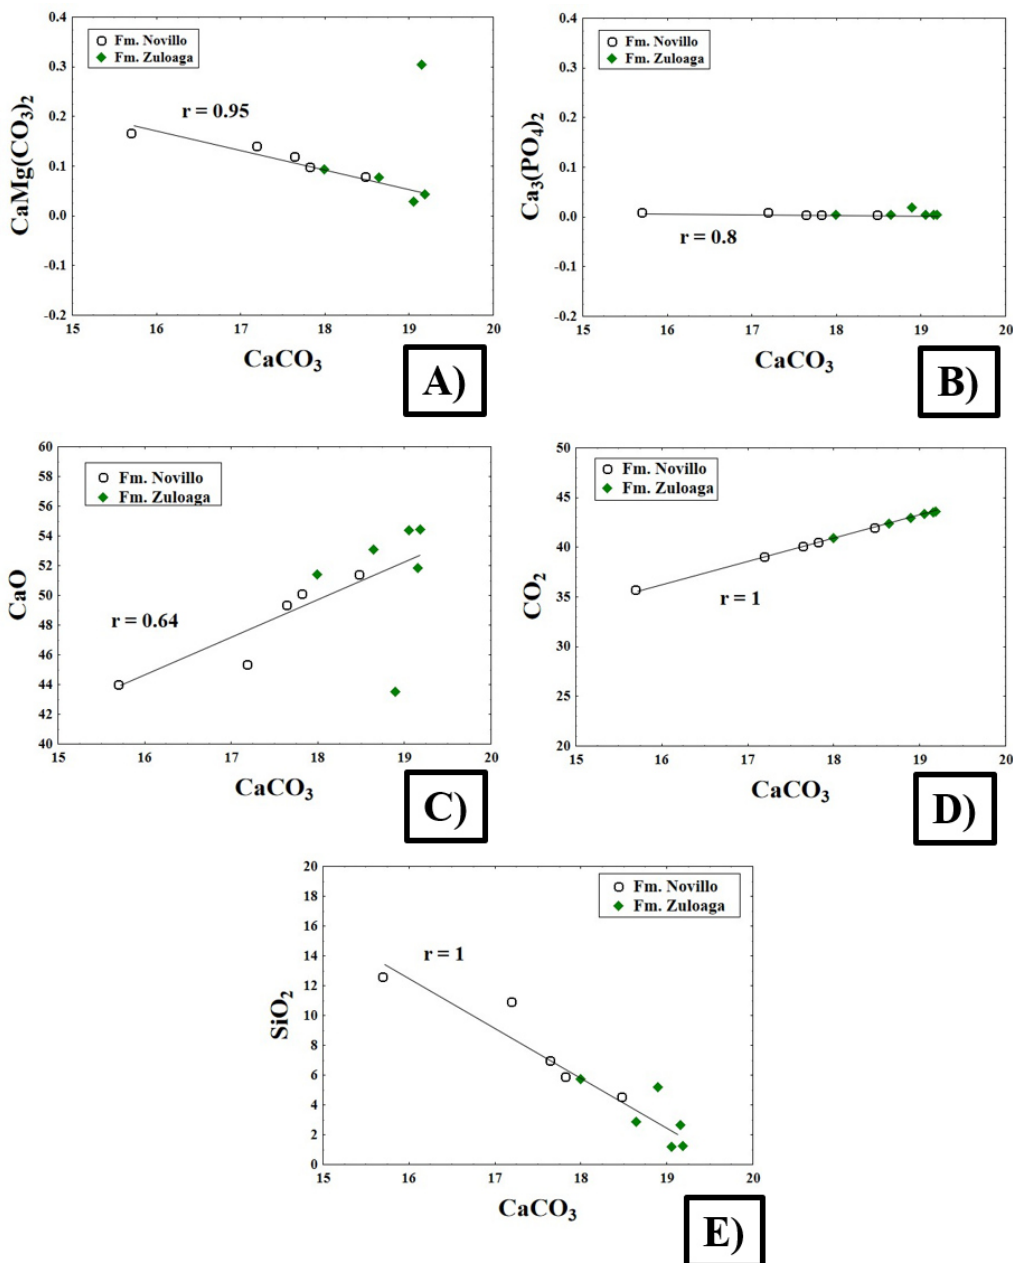 0.4
0.3
0.2
0.1
0.0
-0.1
-0.2
CaMg(CO₃)₂
Fm. Novillo
Fm. Zuloaga
r = 0.95
15 16 17 18 19 20
CaCO₃
A)
0.4
0.3
0.2
0.1
0.0
-0.1
-0.2
Ca₃(PO₄)₂
Fm. Novillo
Fm. Zuloaga
r = 0.8
15 16 17 18 19 20
CaCO₃
B)
60
58
56
54
52
50
48
46
44
42
40
CaO
Fm. Novillo
Fm. Zuloaga
r = 0.64
15 16 17 18 19 20
CaCO₃
C)
50
45
40
35
30
25
20
CO₂
Fm. Novillo
Fm. Zuloaga
r = 1
15 16 17 18 19 20
CaCO₃
D)
20
18
16
14
12
10
8
6
4
2
0
SiO₂
Fm. Novillo
Fm. Zuloaga
r = 1
15 16 17 18 19 20
CaCO₃
E)